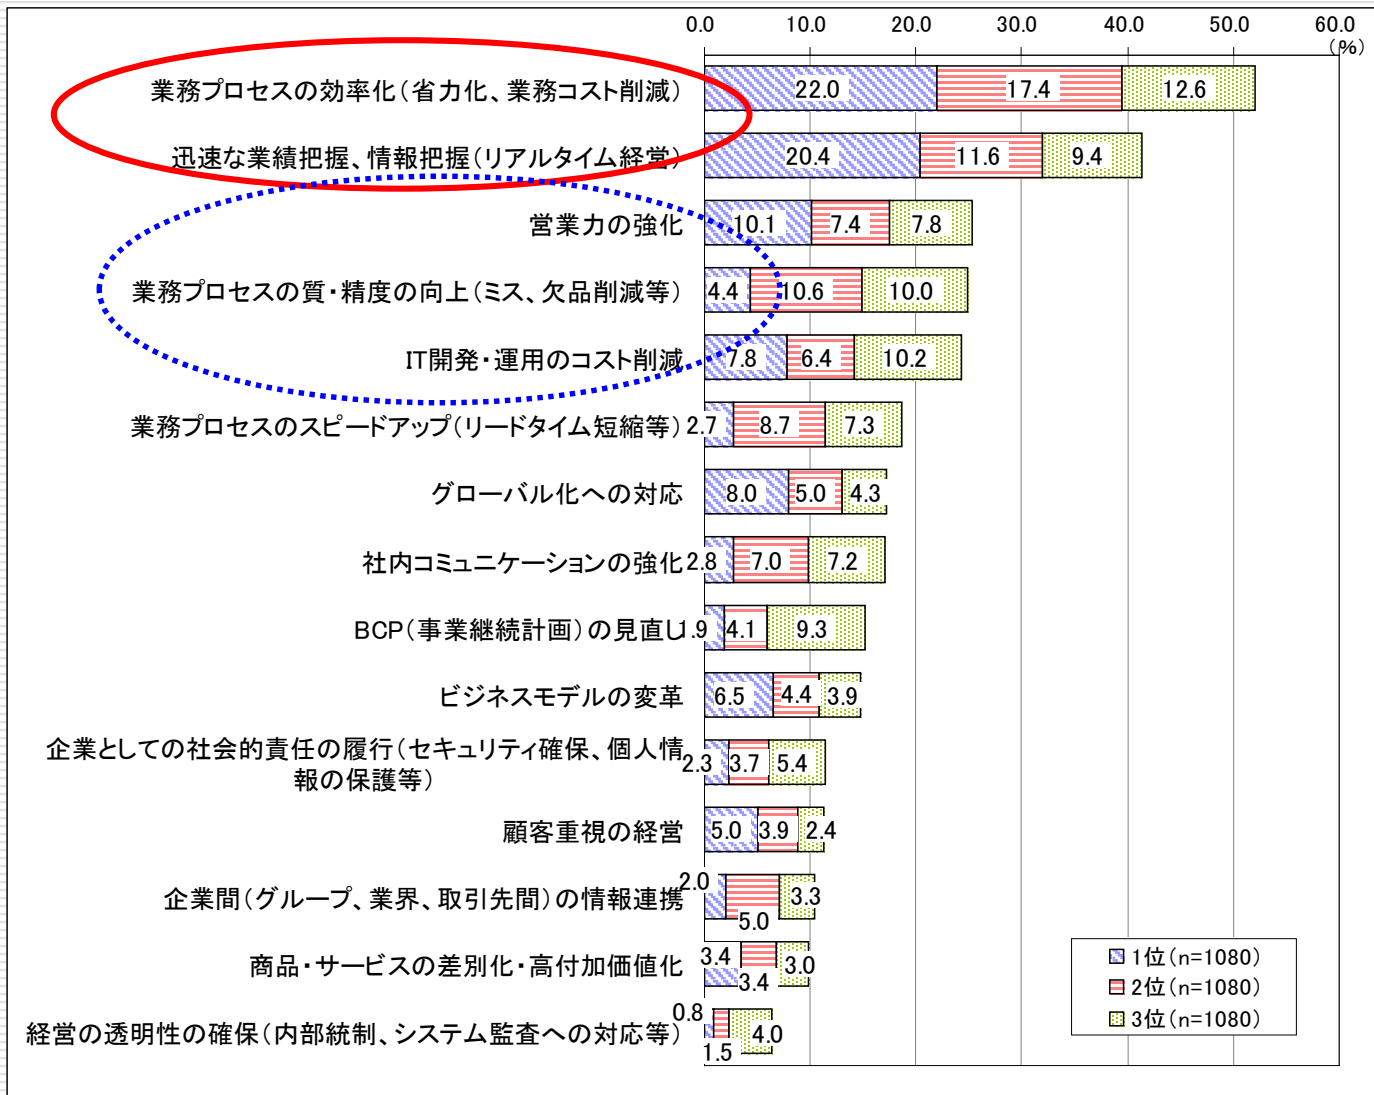 0.0 10.0 20.0 30.0 40.0 50.0 60.0
(%)
業務プロセスの効率化(省力化、業務コスト削減) 22.0 17.4 12.6
迅速な業績把握、情報把握(リアルタイム経営) 20.4 11.6 9.4
営業力の強化 10.1 7.4 7.8
業務プロセスの質・精度の向上(ミス、欠品削減等) 4.4 10.6 10.0
IT開発・運用のコスト削減 7.8 6.4 10.2
業務プロセスのスピードアップ(リードタイム短縮等) 2.7 8.7 7.3
グローバル化への対応 8.0 5.0 4.3
社内コミュニケーションの強化 2.8 7.0 7.2
BCP(事業継続計画)の見直し 1.9 4.1 9.3
ビジネスモデルの変革 6.5 4.4 3.9
企業としての社会的責任の履行(セキュリティ確保、個人情
報の保護等) 2.3 3.7 5.4
顧客重視の経営 5.0 3.9 2.4
企業間(グループ、業界、取引先間)の情報連携 2.0 5.0 3.3
商品・サービスの差別化・高付加価値化 3.4 3.4 3.0
経営の透明性の確保(内部統制、システム監査への対応等) 0.8 1.5 4.0
1位(n=1080)
2位(n=1080)
3位(n=1080)